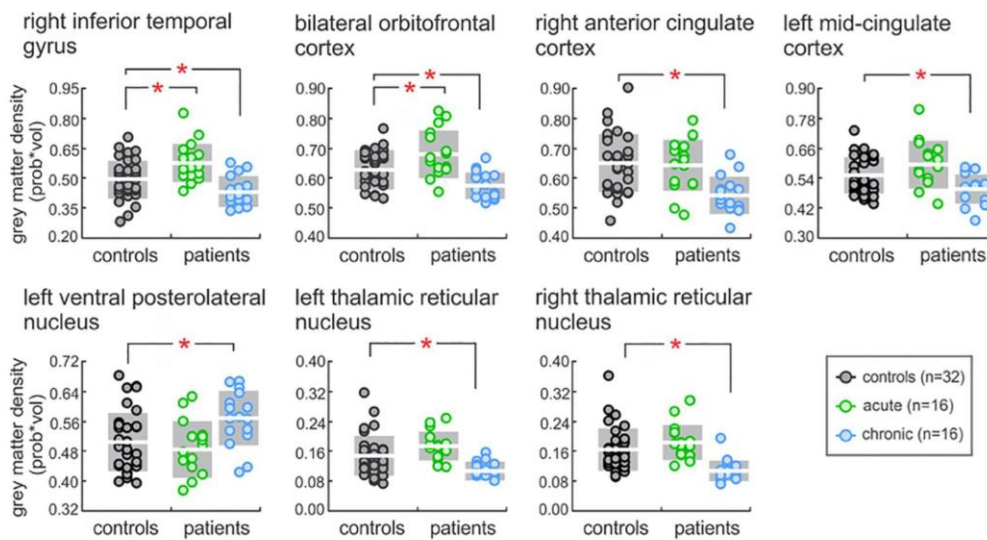 right inferior temporal
gyrus
bilateral orbitofrontal
cortex
right anterior cingulate
cortex
left mid-cingulate
cortex
grey matter density
(prob*vol)
0.95
0.80
0.65
0.50
0.35
0.20
*
*
controls
patients
0.90
0.80
0.70
0.60
0.50
0.40
*
*
controls
patients
0.90
0.80
0.70
0.60
0.50
0.40
*
controls
patients
0.90
0.78
0.66
0.54
0.42
0.30
*
controls
patients
left ventral posterolateral
nucleus
left thalamic reticular
nucleus
right thalamic reticular
nucleus
grey matter density
(prob*vol)
0.72
0.64
0.56
0.48
0.40
0.32
*
controls
patients
0.40
0.32
0.24
0.16
0.08
0.00
*
controls
patients
0.40
0.32
0.24
0.16
0.08
0.00
*
controls
patients
controls (n=32)
acute (n=16)
chronic (n=16)